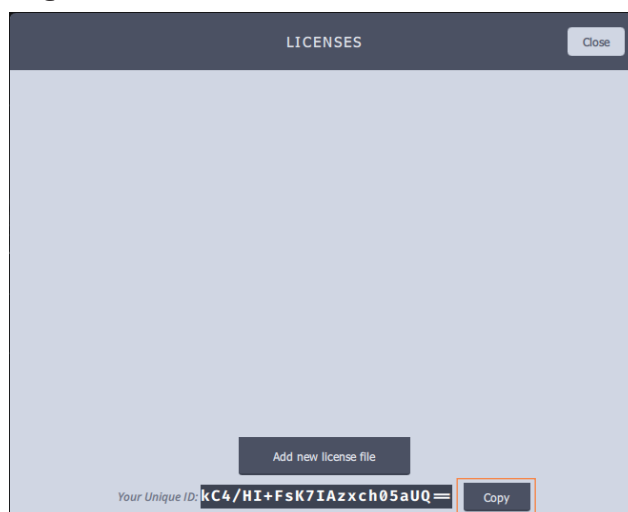 LICENSES
Close
Add new license file
Your Unique ID: kC4/HI+FsK7IAzxch05aUQ==
Copy